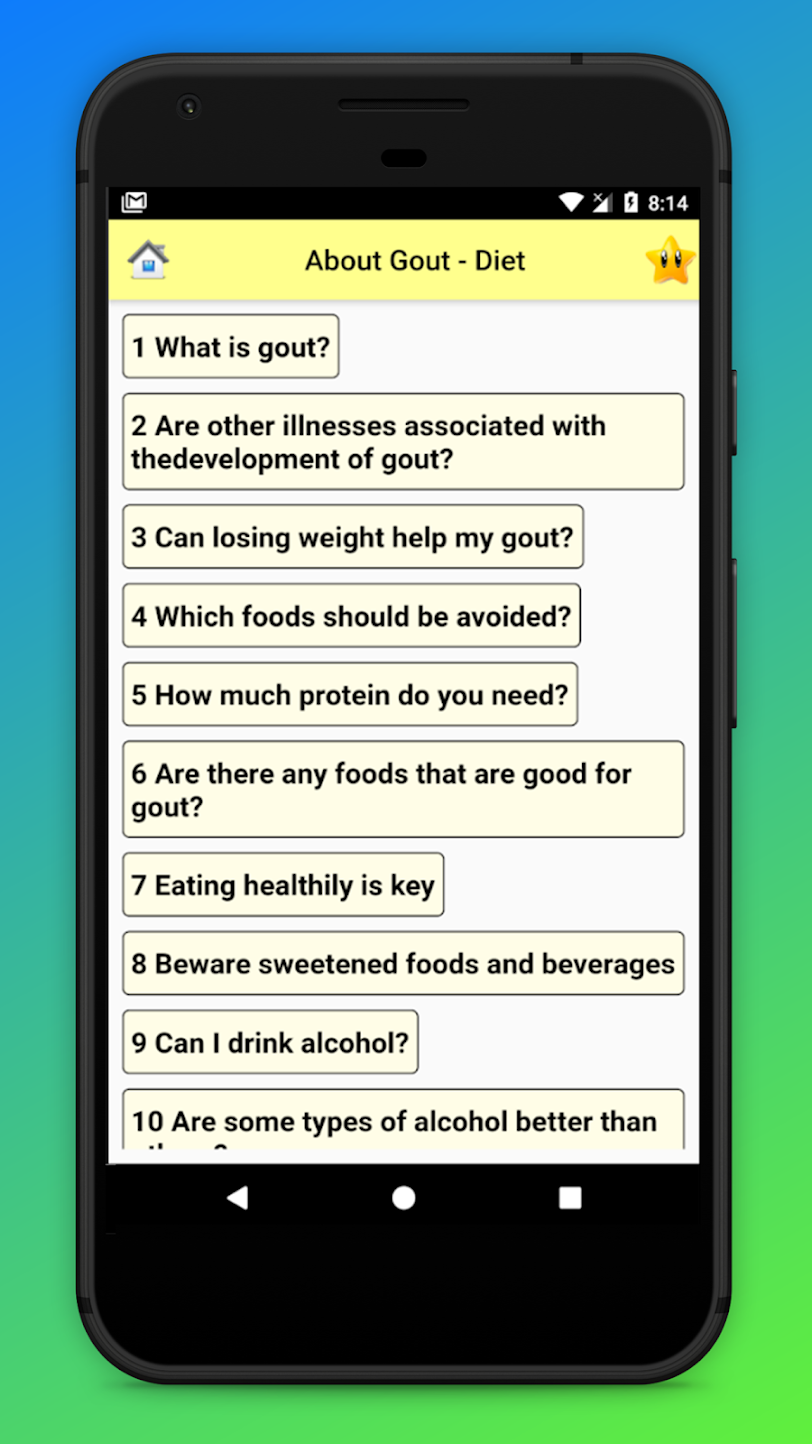 8:14
About Gout - Diet
1 What is gout?
2 Are other illnesses associated with
thedevelopment of gout?
3 Can losing weight help my gout?
4 Which foods should be avoided?
5 How much protein do you need?
6 Are there any foods that are good for
gout?
7 Eating healthily is key
8 Beware sweetened foods and beverages
9 Can I drink alcohol?
10 Are some types of alcohol better than